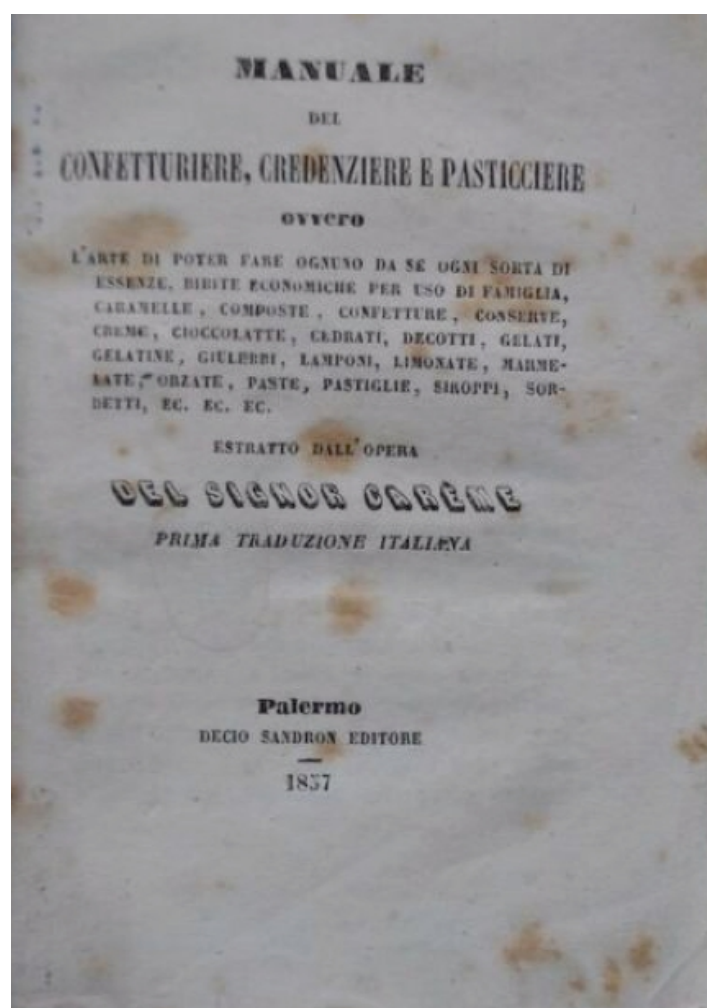 MANUALE
DEL
CONFETTURIERE, CREDENZIERE E PASTICCIERE
ovvero
L'ARTE DI POTER FARE OGNUNO DA SE OGNI SORTA DI
ESSENZE, BIBITE ECONOMICHE PER USO DI FAMIGLIA,
CARAMELLE, COMPOSTE, CONFETTURE, CONSERVE,
CREME, CIOCCOLATTE, CEDRATI, DECOTTI, GELATI,
GELATINE, GIULEBBI, LAMPONI, LIMONATE, MARME-
LATE, ORZATE, PASTE, PASTIGLIE, SIROPPI, SOR-
BETTI, EC. EC. EC.
ESTRATTO DALL'OPERA
DEL SIGNOR CARÊME
PRIMA TRADUZIONE ITALIANA
Palermo
DECIO SANDRON EDITORE
1857